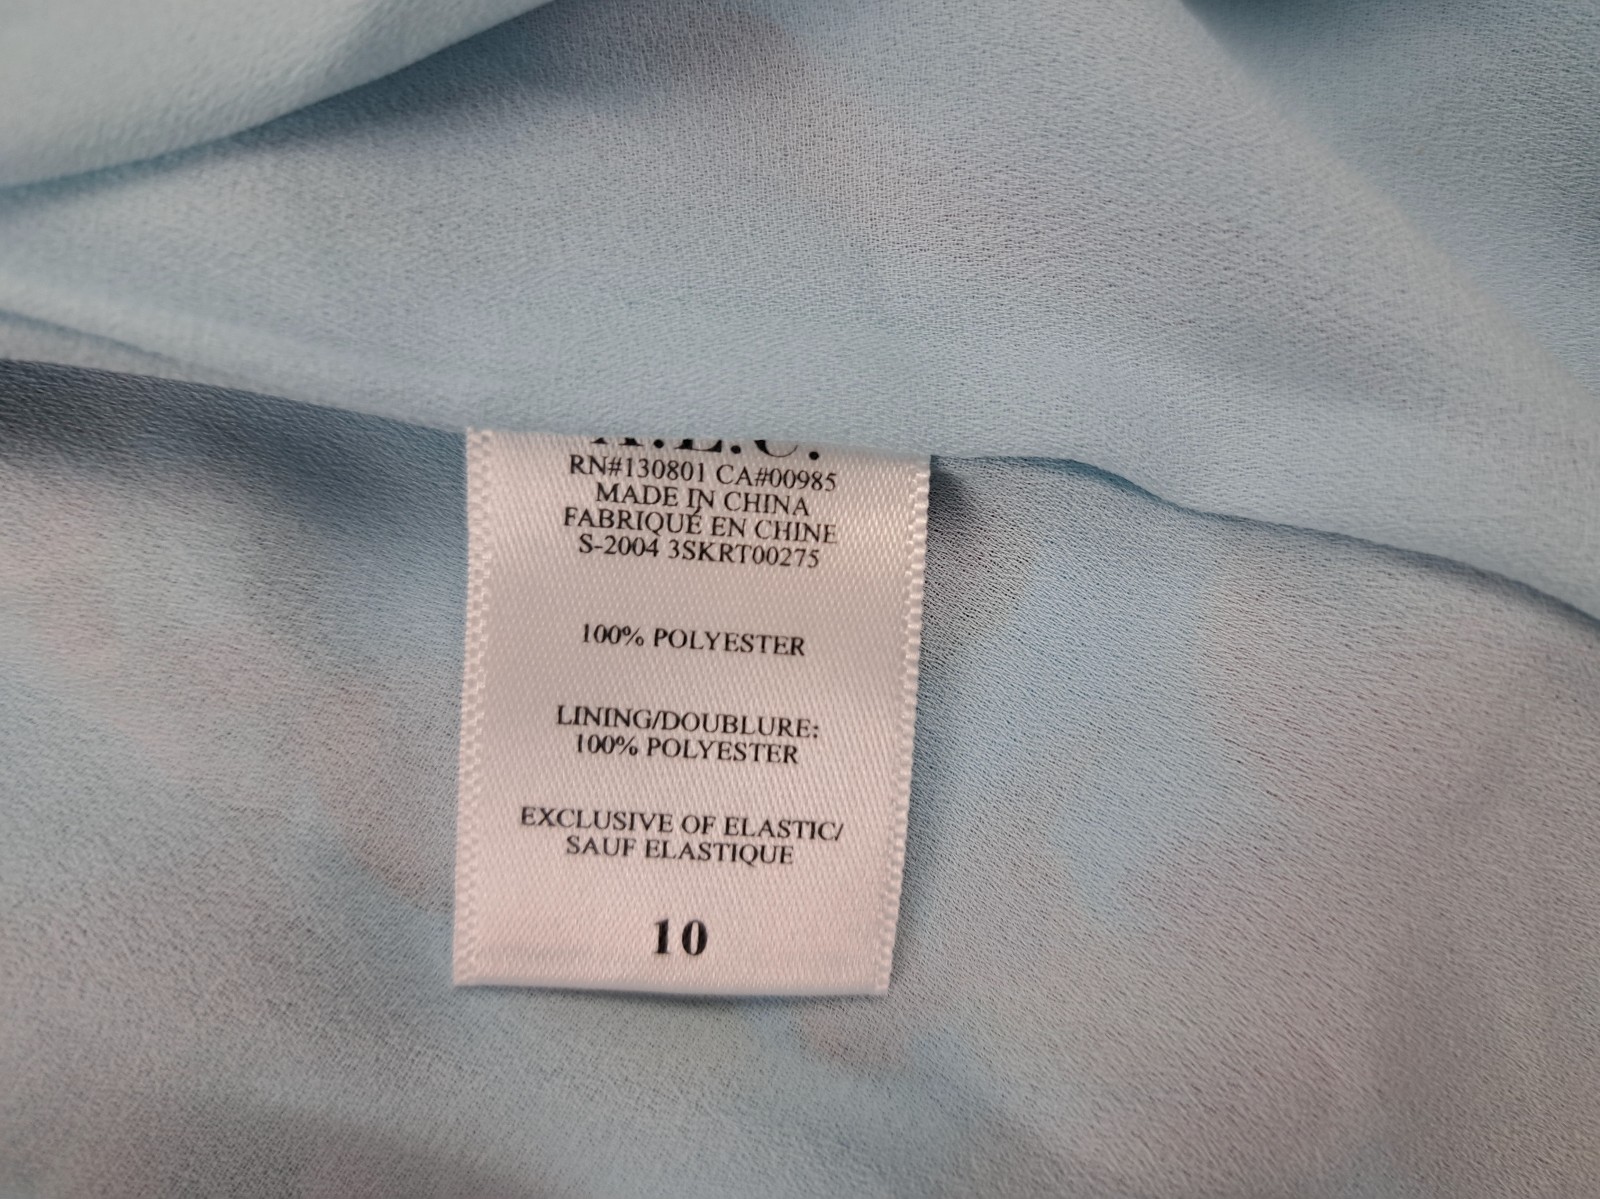 A.L.C.
RN#130801 CA#00985
MADE IN CHINA
FABRIQUÉ EN CHINE
S-2004 3SKRT00275
100% POLYESTER
LINING/DOUBLURE:
100% POLYESTER
EXCLUSIVE OF ELASTIC/
SAUF ELASTIQUE
10